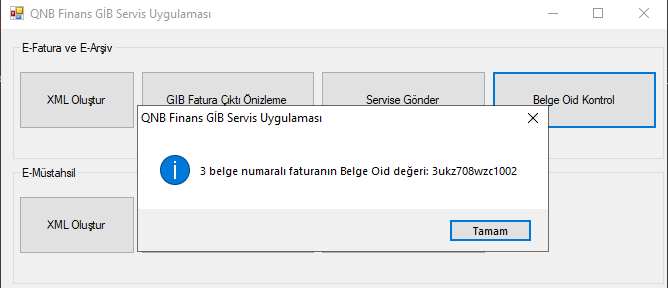 QNB Finans GİB Servis Uygulaması
E-Fatura ve E-Arşiv
XML Oluştur
GIB Fatura Çıktı Önizleme
Servise Gönder
Belge Oid Kontrol
QNB Finans GİB Servis Uygulaması
3 belge numaralı faturanın Belge Oid değeri: 3ukz708wzc1002
Tamam
E-Müstahsil
XML Oluştur